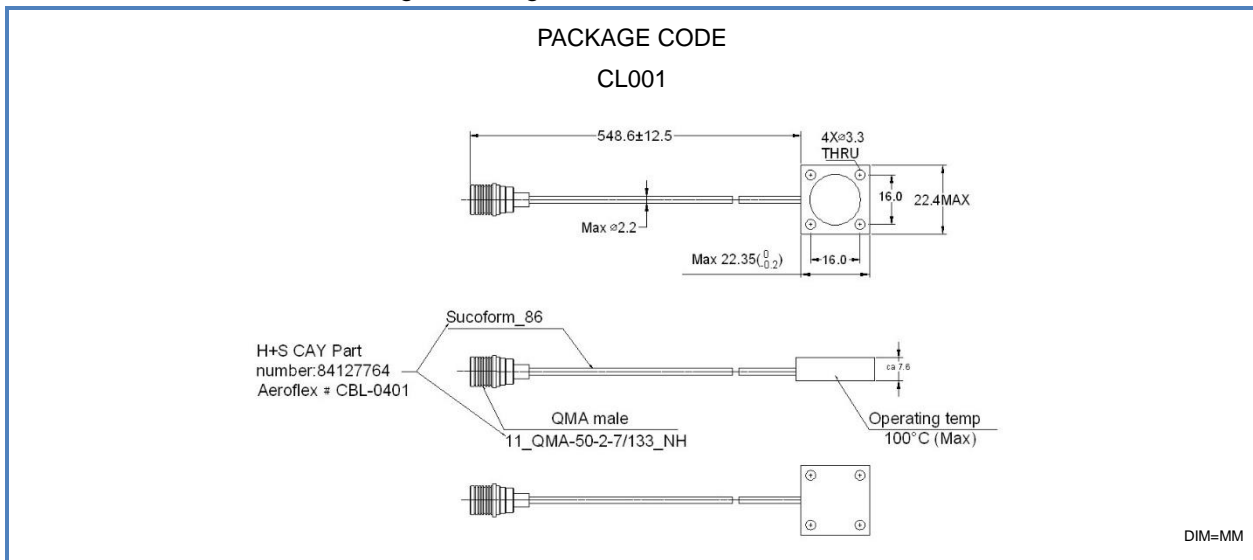 PACKAGE CODE
CL001
548.6±12.5
4X⌀3.3
THRU
16.0
22.4MAX
Max ⌀2.2
Max 22.35(0 -0.2)
16.0
Sucoform_86
H+S CAY Part
number:84127764
Aeroflex # CBL-0401
ca 7.6
QMA male
11_QMA-50-2-7/133_NH
Operating temp
100°C (Max)
DIM=MM